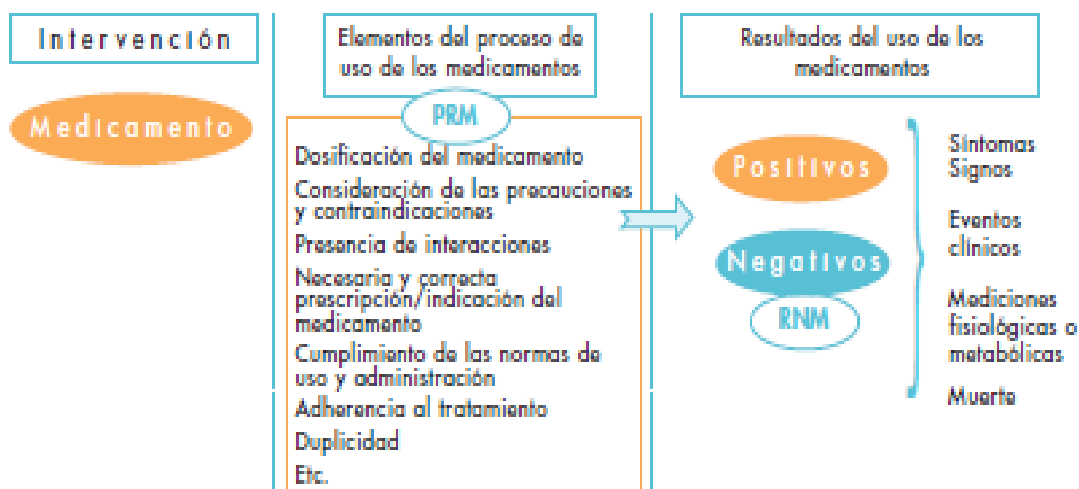 Intervención
Medicamento
Elementos del proceso de
uso de los medicamentos
PRM
Dosificación del medicamento
Consideración de las precauciones
y contraindicaciones
Presencia de interacciones
Necesaria y correcta
prescripción/indicación del
medicamento
Cumplimiento de las normas de
uso y administración
Adherencia al tratamiento
Duplicidad
Etc.
Resultados del uso de los
medicamentos
Positivos
Negativos
RNM
Síntomas
Signos
Eventos
clínicos
Mediciones
fisiológicas o
metabólicas
Muerte